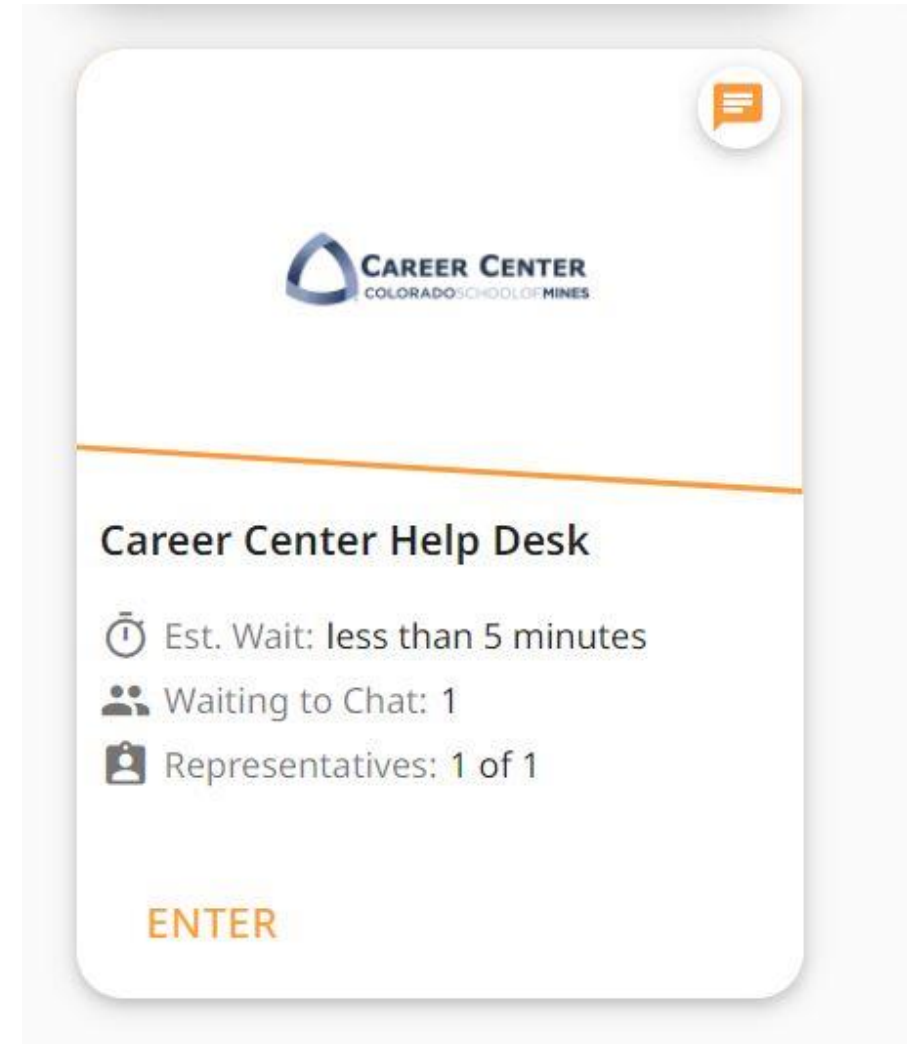 CAREER CENTER
COLORADOSCHOOLOFMINES
Career Center Help Desk
Est. Wait: less than 5 minutes
Waiting to Chat: 1
Representatives: 1 of 1
ENTER